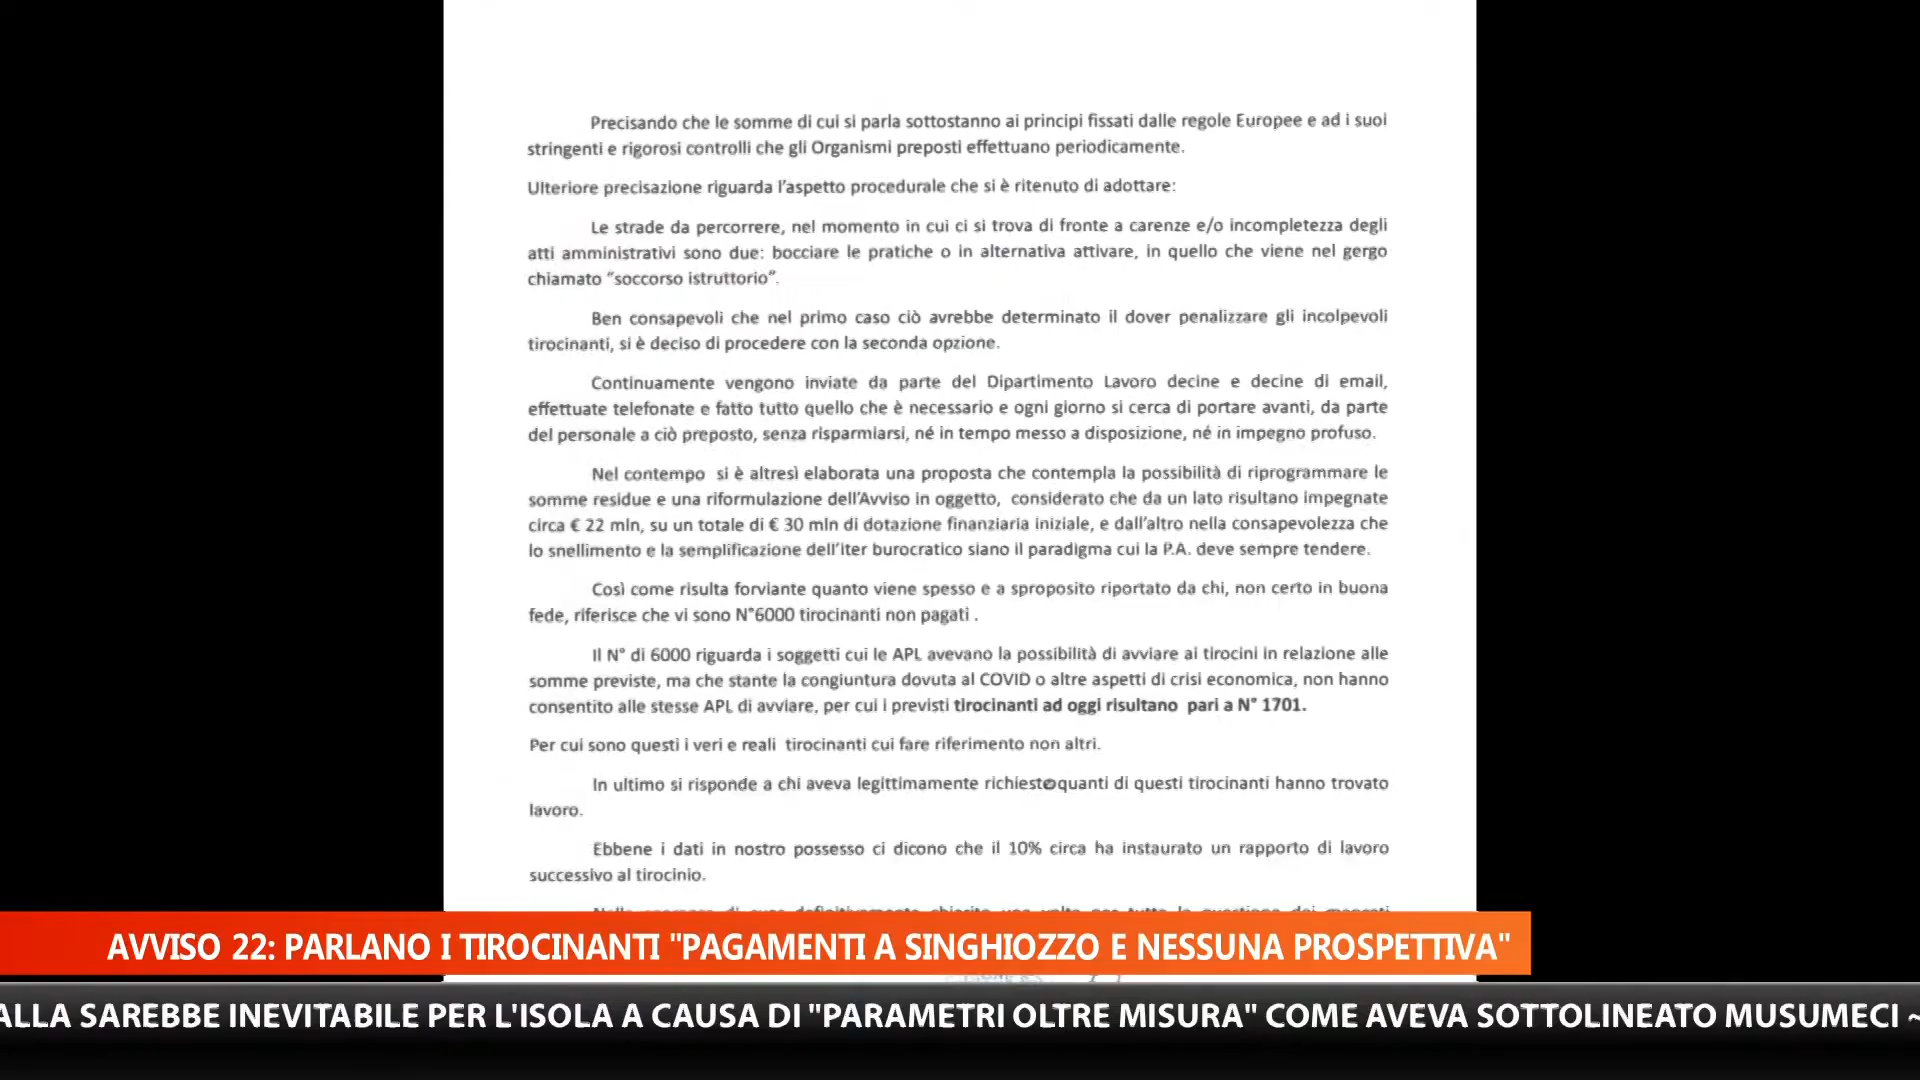 Precisando che le somme di cui si parla sottostanno ai principi fissati dalle regole Europee e ad i suoi
stringenti e rigorosi controlli che gli Organismi preposti effettuano periodicamente.
Ulteriore precisazione riguarda l'aspetto procedurale che si è ritenuto di adottare:
Le strade da percorrere, nel momento in cui ci si trova di fronte a carenze e/o incompletezza degli
atti amministrativi sono due: bocciare le pratiche o in alternativa attivare, in quello che viene nel gergo
chiamato "soccorso istruttorio".
Ben consapevoli che nel primo caso ciò avrebbe determinato il dover penalizzare gli incolpevoli
tirocinanti, si è deciso di procedere con la seconda opzione.
Continuamente vengono inviate da parte del Dipartimento Lavoro decine e decine di email,
effettuate telefonate e fatto tutto quello che è necessario e ogni giorno si cerca di portare avanti, da parte
del personale a ciò preposto, senza risparmiarsi, né in tempo messo a disposizione, né in impegno profuso.
Nel contempo si è altresì elaborata una proposta che contempla la possibilità di riprogrammare le
somme residue e una riformulazione dell'Avviso in oggetto, considerato che da un lato risultano impegnate
circa € 22 mln, su un totale di € 30 mln di dotazione finanziaria iniziale, e dall'altro nella consapevolezza che
lo snellimento e la semplificazione dell'iter burocratico siano il paradigma cui la P.A. deve sempre tendere.
Così come risulta forviante quanto viene spesso e a sproposito riportato da chi, non certo in buona
fede, riferisce che vi sono N°6000 tirocinanti non pagati .
Il N° di 6000 riguarda i soggetti cui le APL avevano la possibilità di avviare ai tirocini in relazione alle
somme previste, ma che stante la congiuntura dovuta al COVID o altre aspetti di crisi economica, non hanno
consentito alle stesse APL di avviare, per cui i previsti tirocinanti ad oggi risultano pari a N° 1701.
Per cui sono questi i veri e reali tirocinanti cui fare riferimento non altri.
In ultimo si risponde a chi aveva legittimamente richiesto quanti di questi tirocinanti hanno trovato
lavoro.
Ebbene i dati in nostro possesso ci dicono che il 10% circa ha instaurato un rapporto di lavoro
successivo al tirocinio.
AVVISO 22: PARLANO I TIROCINANTI "PAGAMENTI A SINGHIOZZO E NESSUNA PROSPETTIVA"
ALLA SAREBBE INEVITABILE PER L'ISOLA A CAUSA DI "PARAMETRI OLTRE MISURA" COME AVEVA SOTTOLINEATO MUSUMECI ~